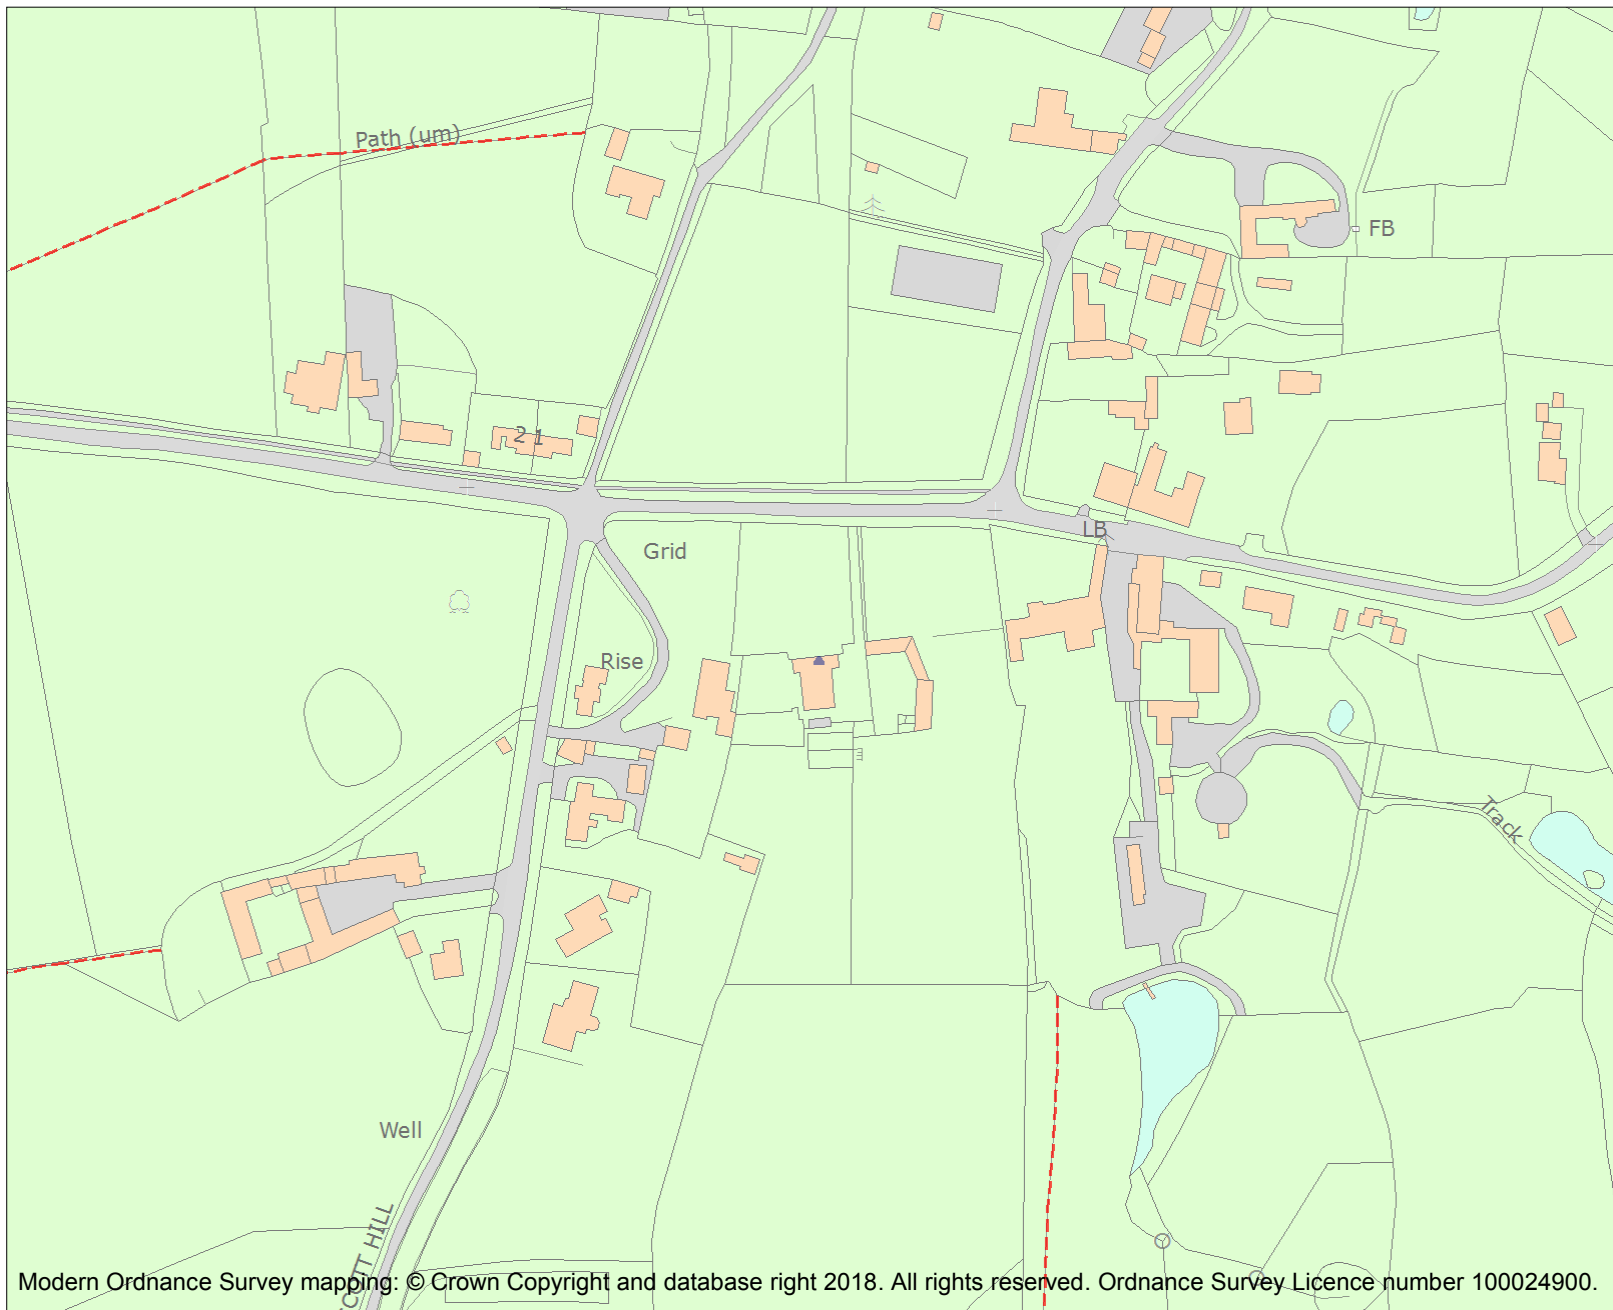 Path (um)
FB
2 1
LB
Grid
Rise
Track
Well
HILL
Modern Ordnance Survey mapping: © Crown Copyright and database right 2018. All rights reserved. Ordnance Survey Licence number 100024900.